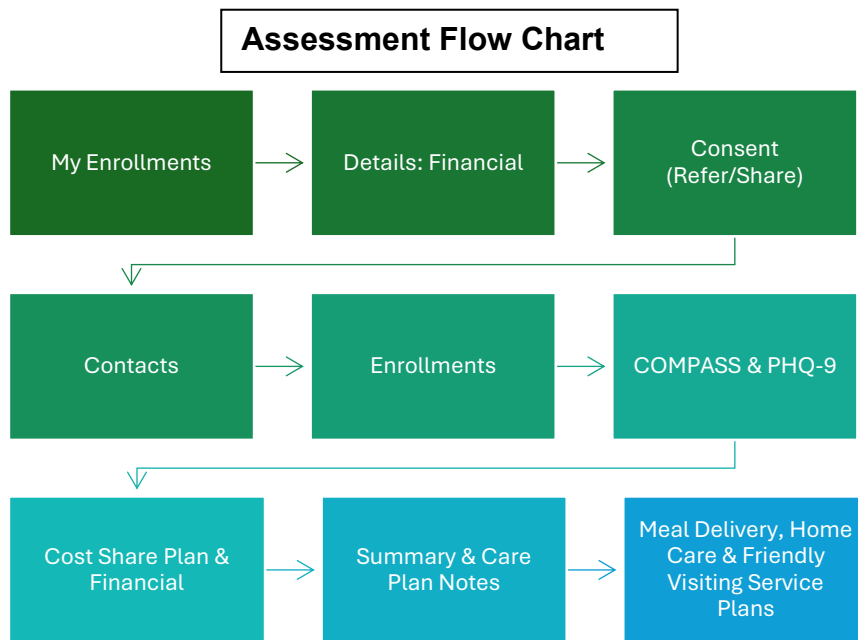 Assessment Flow Chart
My Enrollments
Details: Financial
Consent
(Refer/Share)
Contacts
Enrollments
COMPASS & PHQ-9
Cost Share Plan &
Financial
Summary & Care
Plan Notes
Meal Delivery, Home
Care & Friendly
Visiting Service
Plans